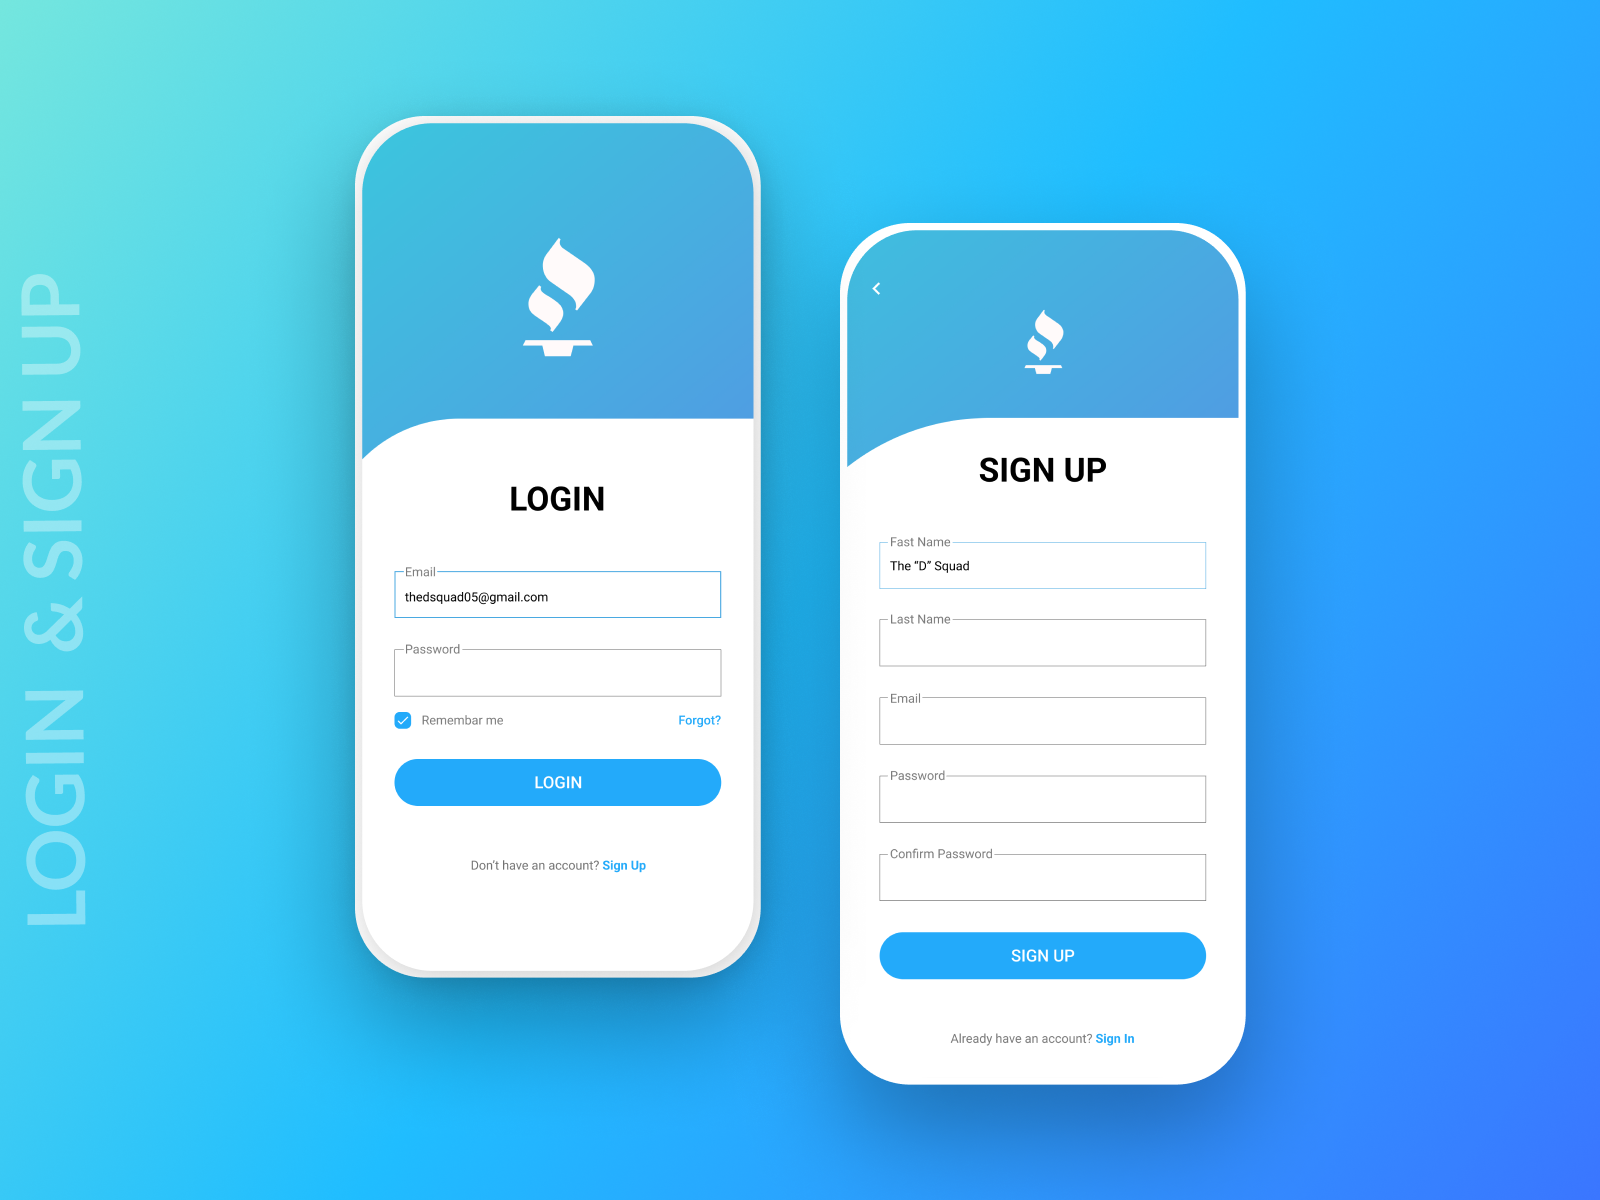 LOGIN & SIGN UP
LOGIN
Email
thedsquad05@gmail.com
Password
Remembar me
Forgot?
LOGIN
Don't have an account? Sign Up
SIGN UP
Fast Name
The “D” Squad
Last Name
Email
Password
Confirm Password
SIGN UP
Already have an account? Sign In